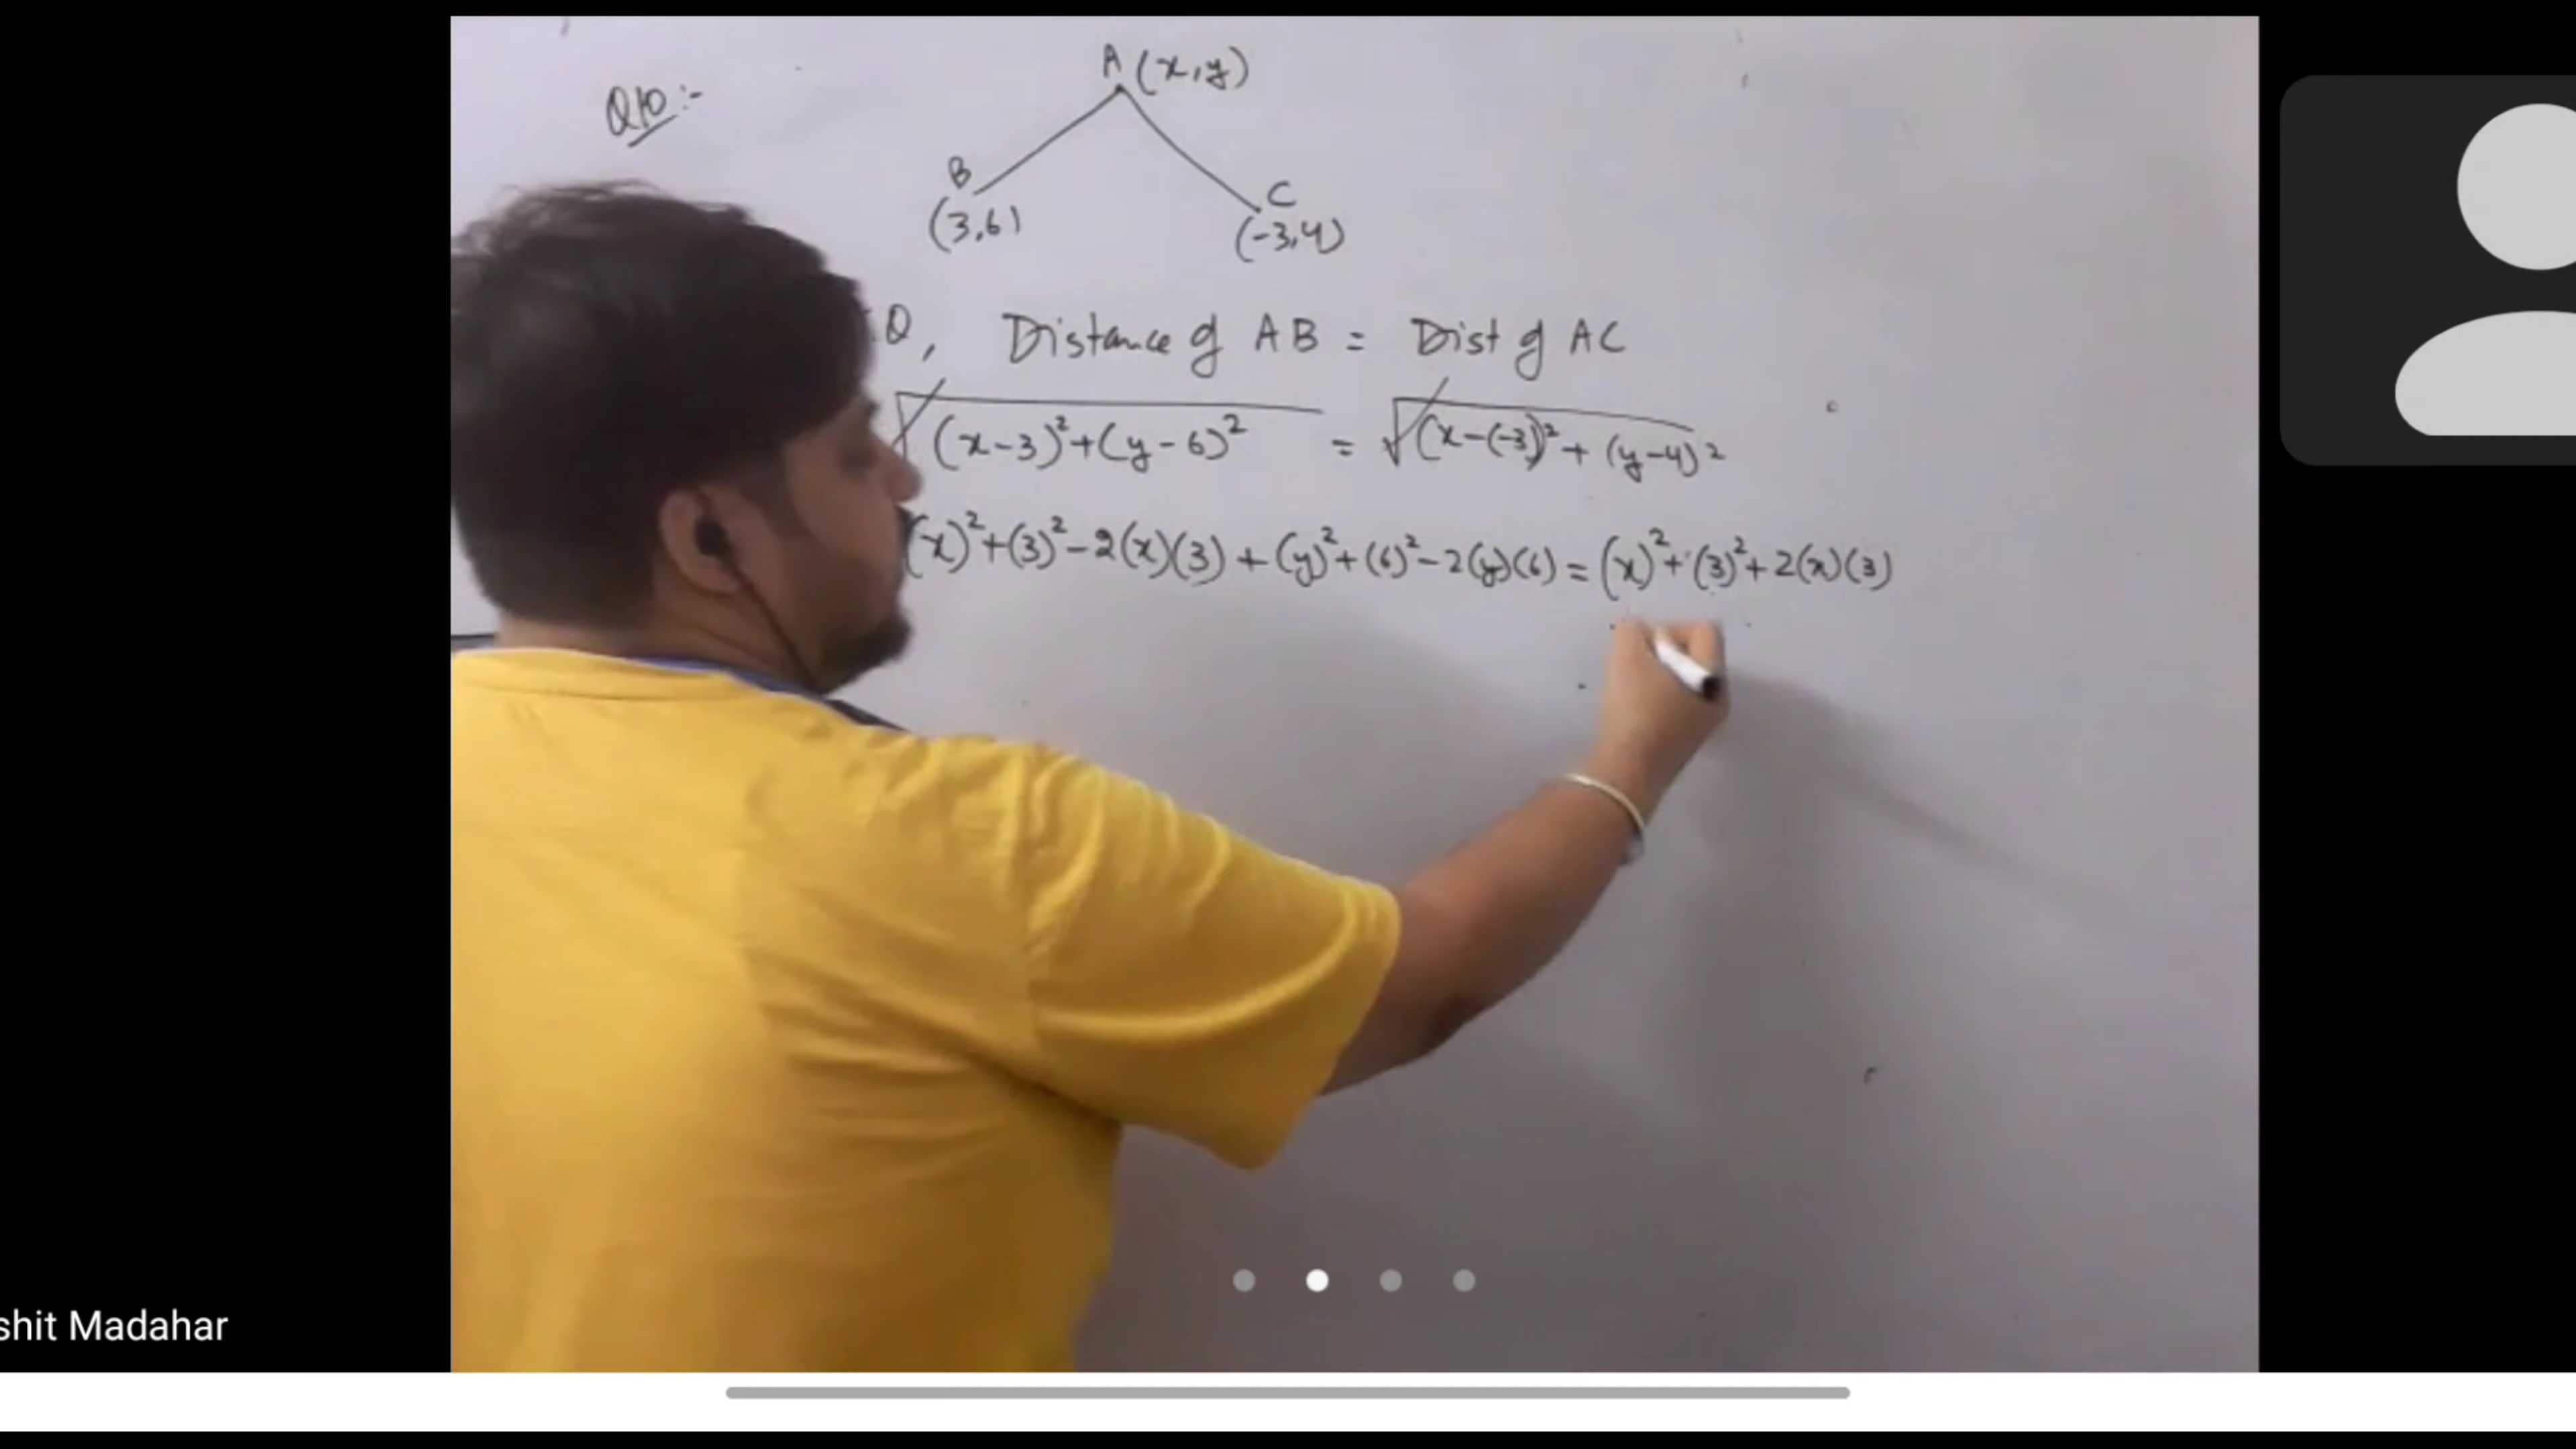 Q10 :-
A (x,y)
B
C
(3,6)
(-3,4)
Q, Distance of AB = Dist of AC
√(x-3)²+(y-6)² = √(x-(-3))²+(y-4)²
(x)²+(3)²-2(x)(3)+(y)²+(6)²-2(y)(6)=(x)²+(3)²+2(x)(3)
shit Madahar